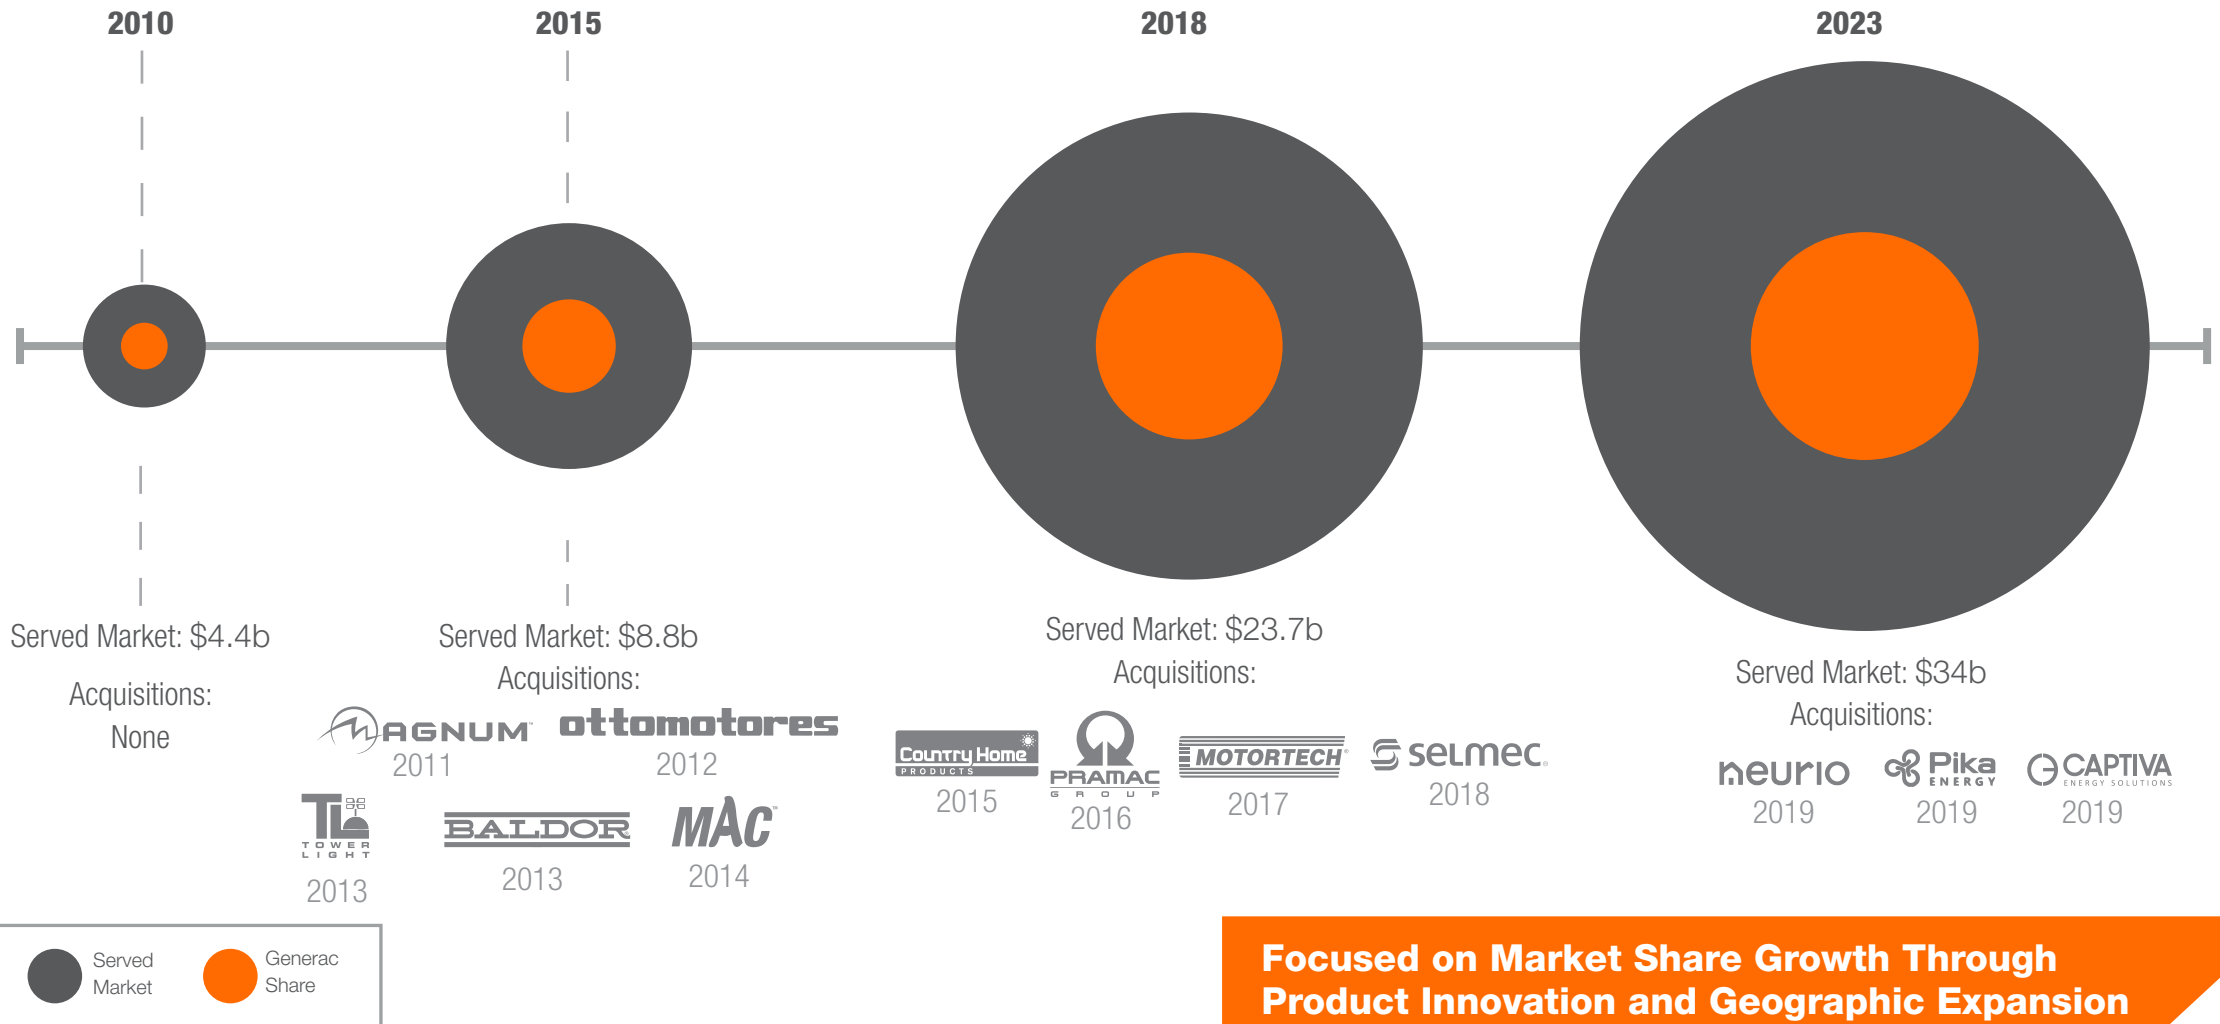 2010
2015
2018
2023
Served Market: $4.4b
Acquisitions:
None
Served Market: $8.8b
Acquisitions:
MAGNUM™
2011
ottomotores
2012
TL
TOWER
LIGHT
2013
BALDOR
2013
MAC™
2014
Served Market: $23.7b
Acquisitions:
Country Home
PRODUCTS
2015
PRAMAC
GROUP
2016
MOTORTECH®
2017
selmec®
2018
Served Market: $34b
Acquisitions:
neurio
2019
Pika
ENERGY
2019
CAPTIVA
ENERGY SOLUTIONS
2019
Served
Market
Generac
Share
Focused on Market Share Growth Through
Product Innovation and Geographic Expansion